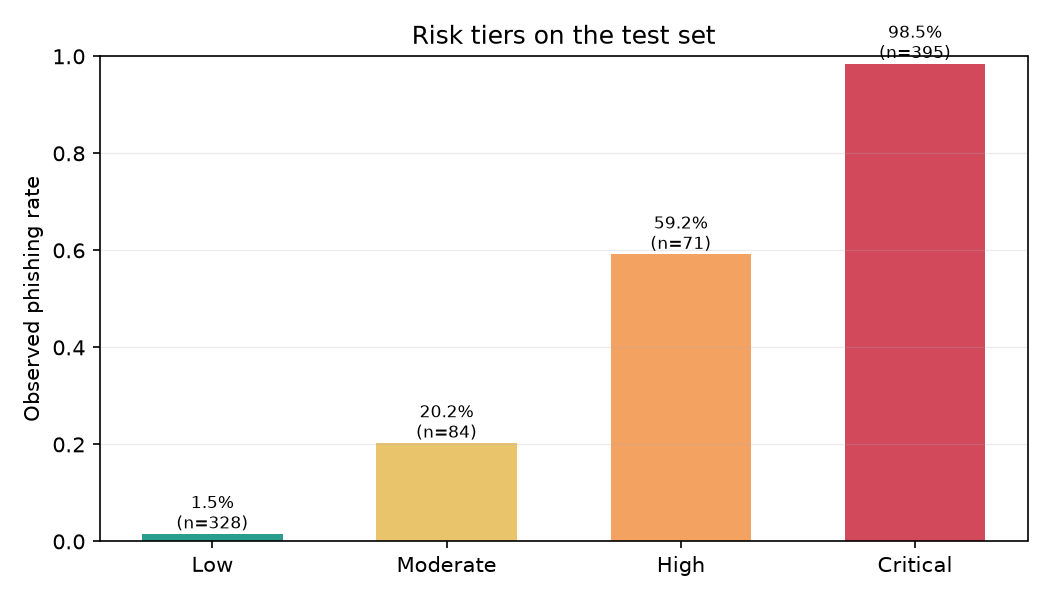 Risk tiers on the test set
Observed phishing rate
1.0
0.8
0.6
0.4
0.2
0.0
1.5%
(n=328)
20.2%
(n=84)
59.2%
(n=71)
98.5%
(n=395)
Low
Moderate
High
Critical